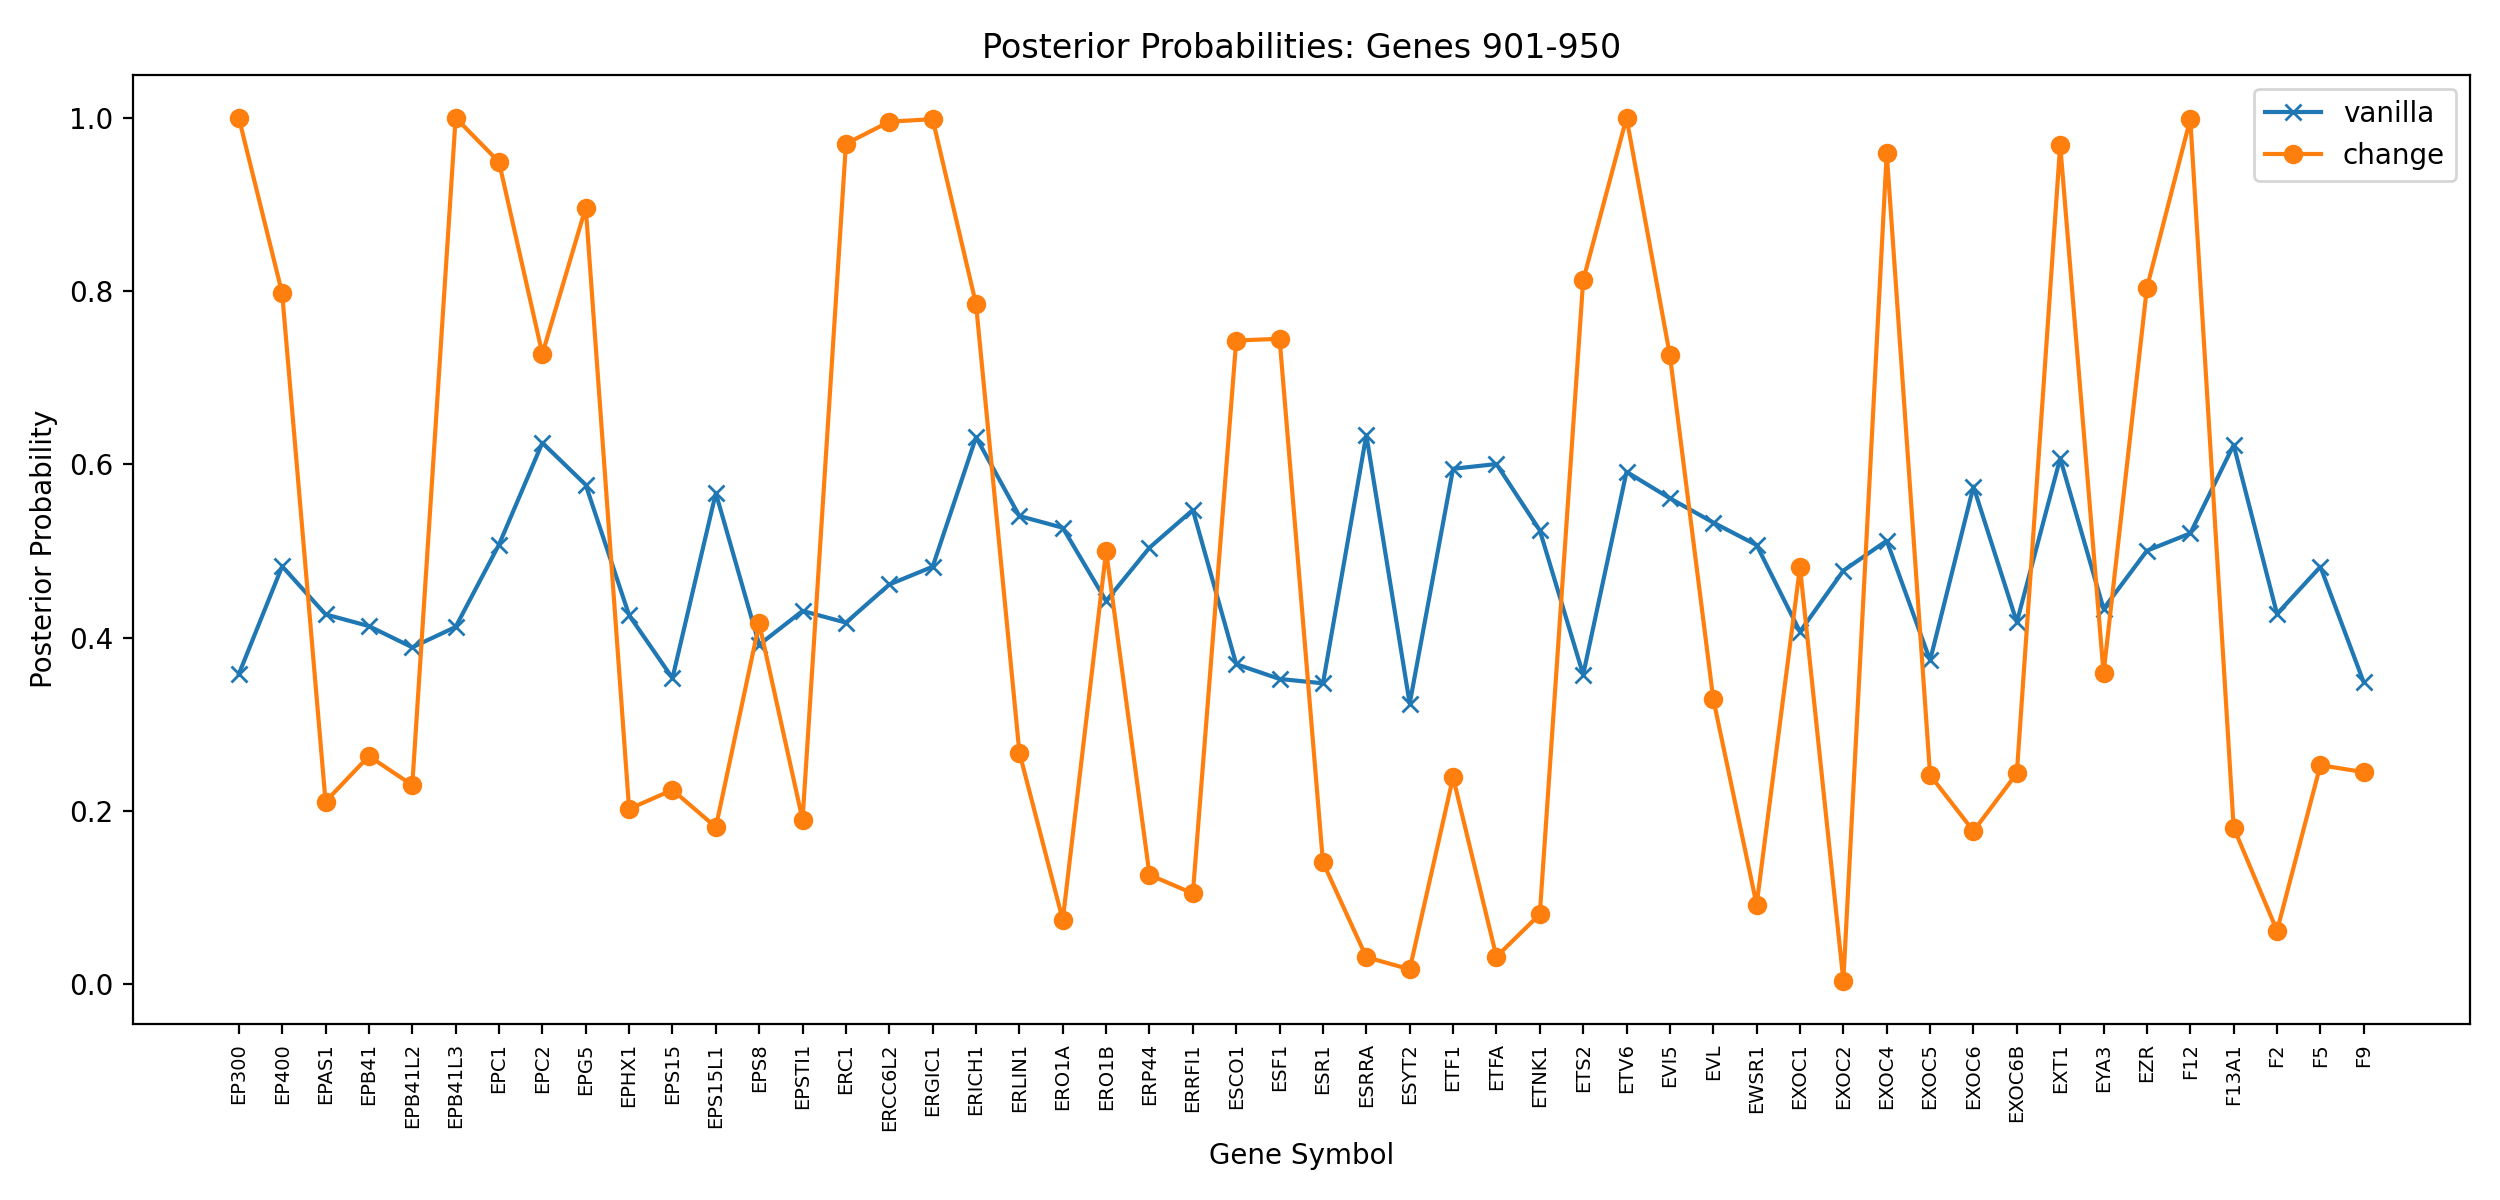 Posterior Probabilities: Genes 901-950
vanilla
change
Posterior Probability
1.0
0.8
0.6
0.4
0.2
0.0
EP300
EP400
EPAS1
EPB41
EPB41L2
EPB41L3
EPC1
EPC2
EPG5
EPHX1
EPS15
EPS15L1
EPS8
EPSTI1
ERC1
ERCC6L2
ERGIC1
ERICH1
ERLIN1
ERO1A
ERO1B
ERP44
ERRFI1
ESCO1
ESF1
ESR1
ESRRA
ESYT2
ETF1
ETFA
ETNK1
ETS2
ETV6
EVI5
EVL
EWSR1
EXOC1
EXOC2
EXOC4
EXOC5
EXOC6
EXOC6B
EXT1
EYA3
EZR
F12
F13A1
F2
F5
F9
Gene Symbol